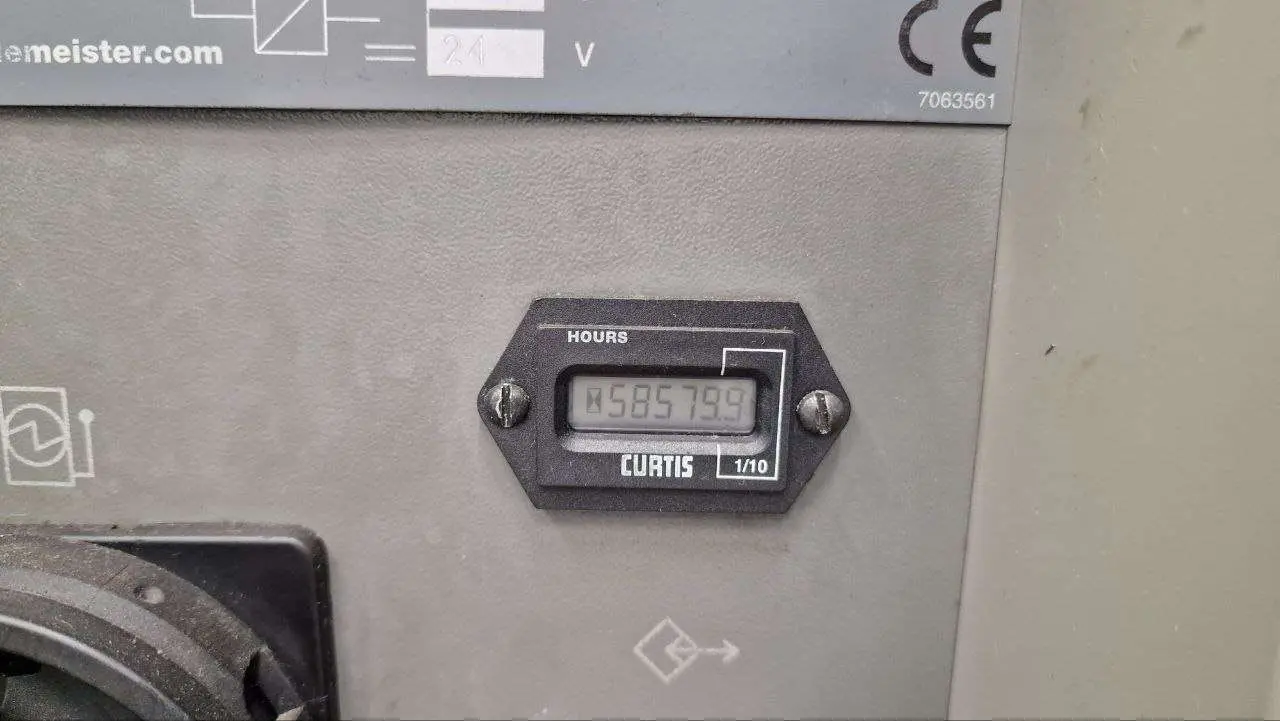 emeister.com
24 V
CE
7063561
HOURS
58579.9
CURTIS
1/10